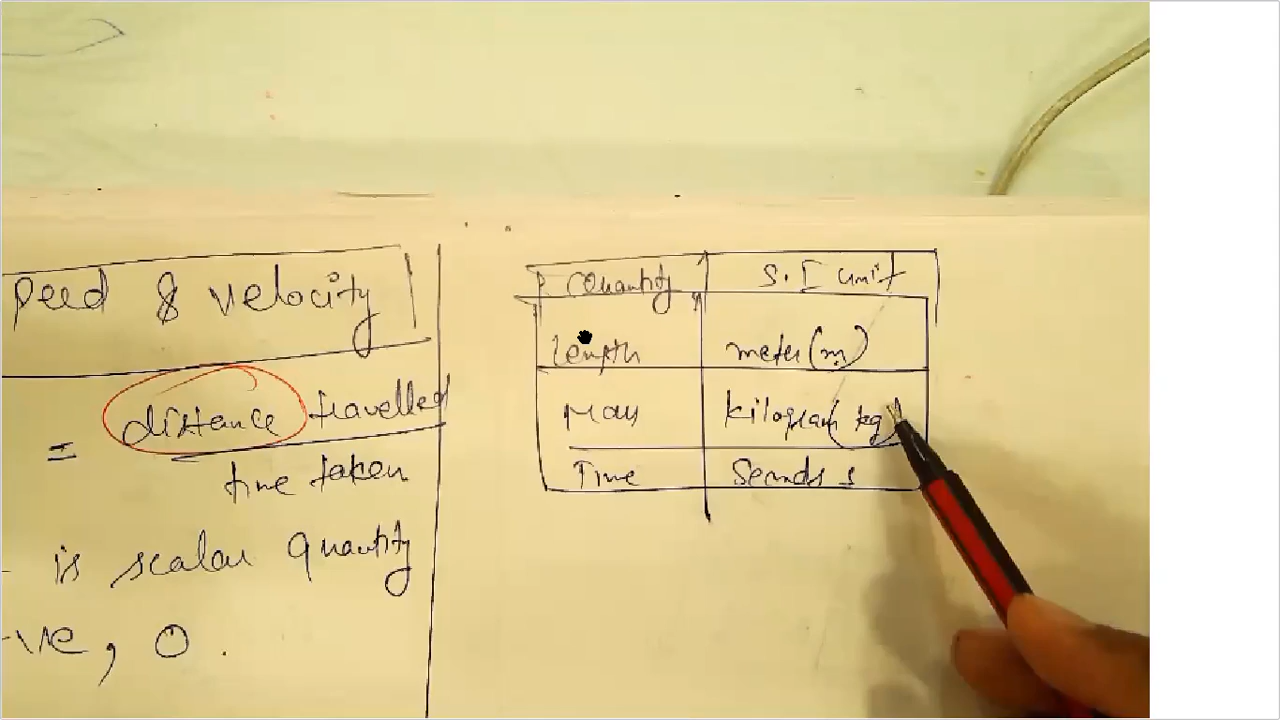 peed & velocity
= distance travelled
time taken
is scalar quantity
-ve, 0.
Quantity S.I unit
length meter (m)
Mass kilogram (kg)
Time Seconds s